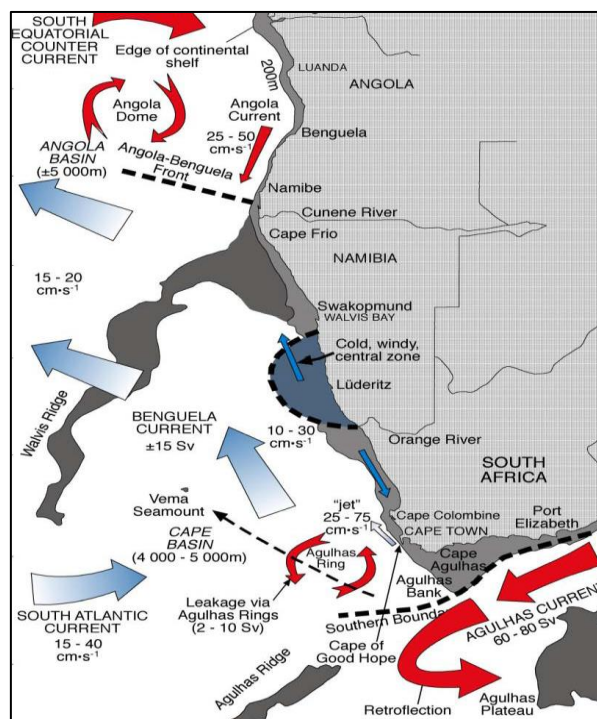 SOUTH
EQUATORIAL
COUNTER
CURRENT
Edge of continental
shelf
200m
LUANDA
ANGOLA
Angola
Dome
Angola
Current
25 - 50
cm•s⁻¹
Benguela
ANGOLA
BASIN
(±5 000m)
Angola-Benguela
Front
Namibe
Cunene River
Cape Frio
NAMIBIA
15 - 20
cm•s⁻¹
Swakopmund
WALVIS BAY
Cold, windy,
central zone
Lüderitz
Walvis Ridge
BENGUELA
CURRENT
±15 Sv
10 - 30
cm•s⁻¹
Orange River
SOUTH
AFRICA
Vema
Seamount
"jet"
25 - 75
cm•s⁻¹
Cape Colombine
CAPE TOWN
Port
Elizabeth
CAPE
BASIN
(4 000 - 5 000m)
Agulhas
Ring
Cape
Agulhas
Agulhas
Bank
Leakage via
Agulhas Rings
(2 - 10 Sv)
Southern Bounda
SOUTH ATLANTIC
CURRENT
15 - 40
cm•s⁻¹
AGULHAS CURRENT
60 - 80 Sv
Cape of
Good Hope
Agulhas Ridge
Retroflection
Agulhas
Plateau